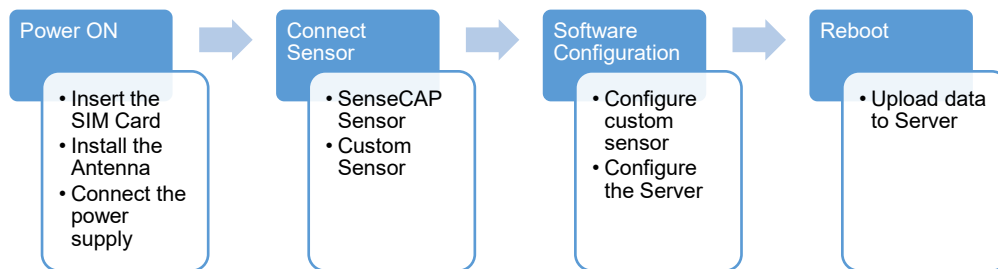 Power ON
• Insert the
SIM Card
• Install the
Antenna
• Connect the
power
supply
Connect
Sensor
• SenseCAP
Sensor
• Custom
Sensor
Software
Configuration
• Configure
custom
sensor
• Configure
the Server
Reboot
• Upload data
to Server